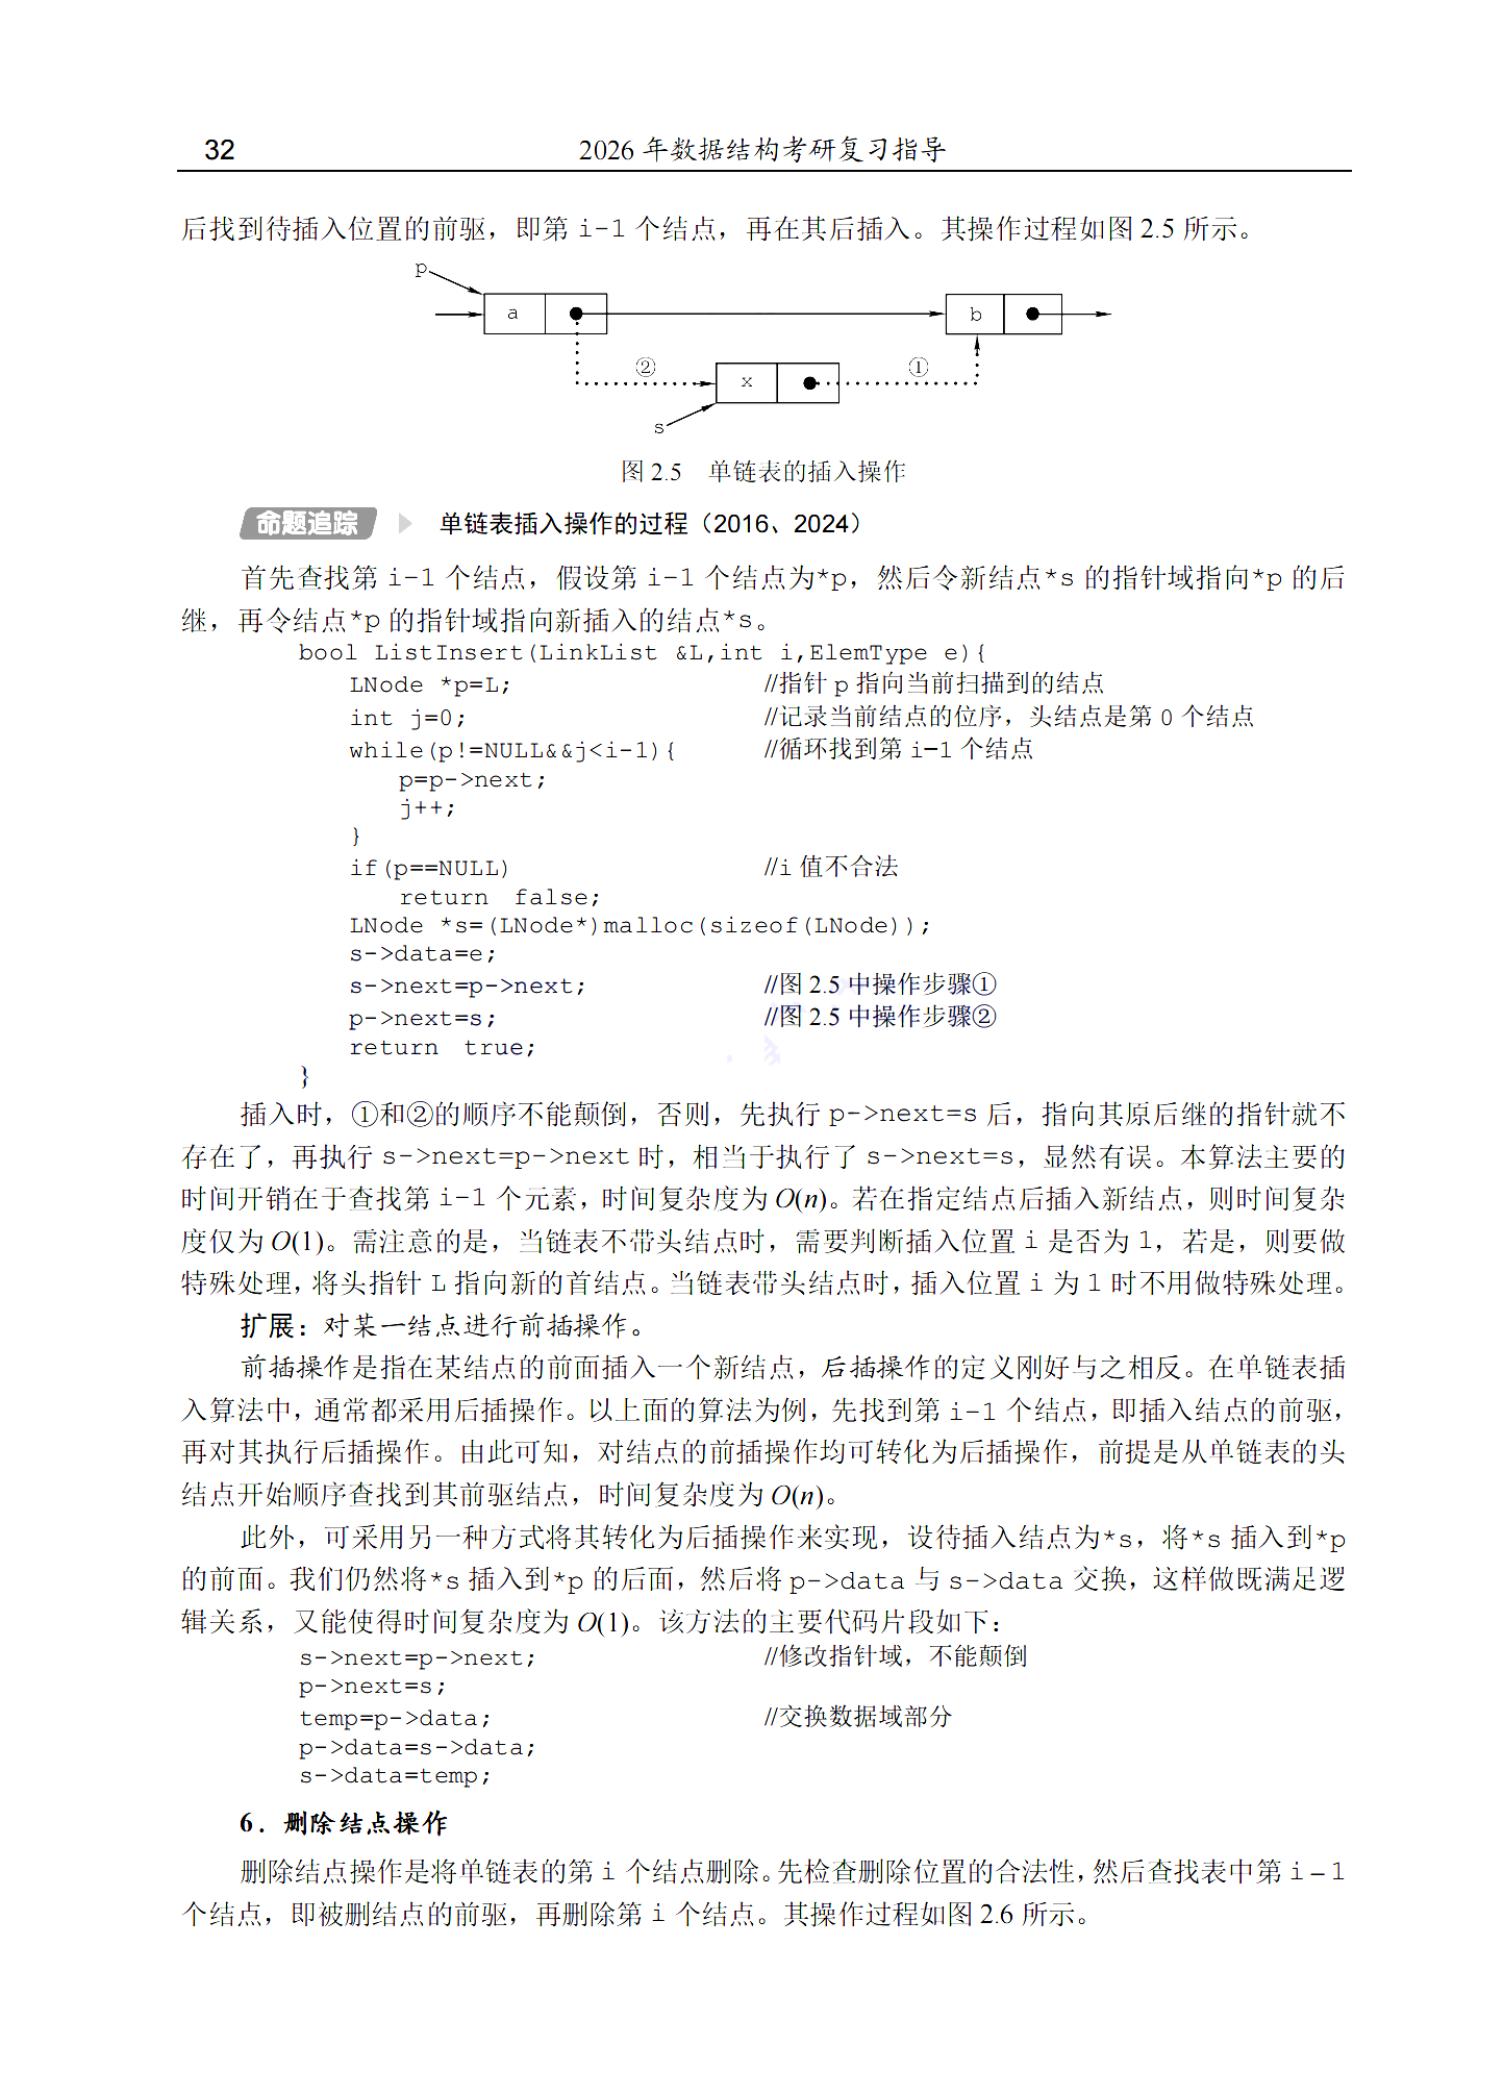 32
2026 年数据结构考研复习指导
后找到待插入位置的前驱，即第 i-1 个结点，再在其后插入。其操作过程如图 2.5 所示。
p
a
b
②
x
①
s
图 2.5 单链表的插入操作
命题追踪 单链表插入操作的过程（2016、2024）
首先查找第 i-1 个结点，假设第 i-1 个结点为*p，然后令新结点*s 的指针域指向*p 的后
继，再令结点*p 的指针域指向新插入的结点*s。
bool ListInsert(LinkList &L,int i,ElemType e){
LNode *p=L; //指针 p 指向当前扫描到的结点
int j=0; //记录当前结点的位序，头结点是第 0 个结点
while(p!=NULL&&j<i-1){ //循环找到第 i-1 个结点
p=p->next;
j++;
}
if(p==NULL) //i 值不合法
return false;
LNode *s=(LNode*)malloc(sizeof(LNode));
s->data=e;
s->next=p->next; //图 2.5 中操作步骤①
p->next=s; //图 2.5 中操作步骤②
return true;
}
插入时，①和②的顺序不能颠倒，否则，先执行 p->next=s 后，指向其原后继的指针就不
存在了，再执行 s->next=p->next 时，相当于执行了 s->next=s，显然有误。本算法主要的
时间开销在于查找第 i-1 个元素，时间复杂度为 O(n)。若在指定结点后插入新结点，则时间复杂
度仅为 O(1)。需注意的是，当链表不带头结点时，需要判断插入位置 i 是否为 1，若是，则要做
特殊处理，将头指针 L 指向新的首结点。当链表带头结点时，插入位置 i 为 1 时不用做特殊处理。
扩展：对某一结点进行前插操作。
前插操作是指在某结点的前面插入一个新结点，后插操作的定义刚好与之相反。在单链表插
入算法中，通常都采用后插操作。以上面的算法为例，先找到第 i-1 个结点，即插入结点的前驱，
再对其执行后插操作。由此可知，对结点的前插操作均可转化为后插操作，前提是从单链表的头
结点开始顺序查找到其前驱结点，时间复杂度为 O(n)。
此外，可采用另一种方式将其转化为后插操作来实现，设待插入结点为*s，将*s 插入到*p
的前面。我们仍然将*s 插入到*p 的后面，然后将 p->data 与 s->data 交换，这样做既满足逻
辑关系，又能使得时间复杂度为 O(1)。该方法的主要代码片段如下：
s->next=p->next; //修改指针域，不能颠倒
p->next=s;
temp=p->data; //交换数据域部分
p->data=s->data;
s->data=temp;
6．删除结点操作
删除结点操作是将单链表的第 i 个结点删除。先检查删除位置的合法性，然后查找表中第 i-1
个结点，即被删结点的前驱，再删除第 i 个结点。其操作过程如图 2.6 所示。